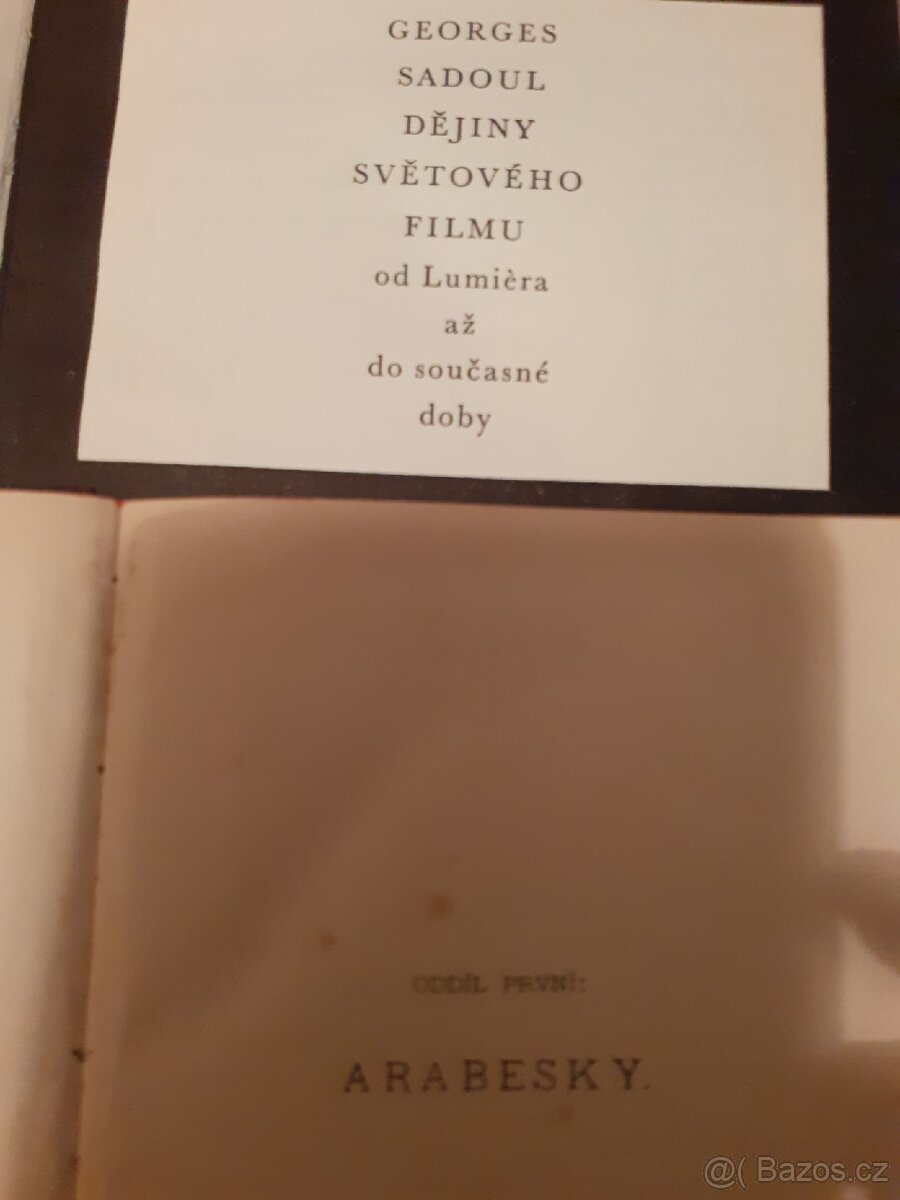 GEORGES
SADOUL
DĚJINY
SVĚTOVÉHO
FILMU
od Lumièra
až
do současné
doby
ODDÍL PRVNÍ:
ARABESKY.
@( Bazos.cz